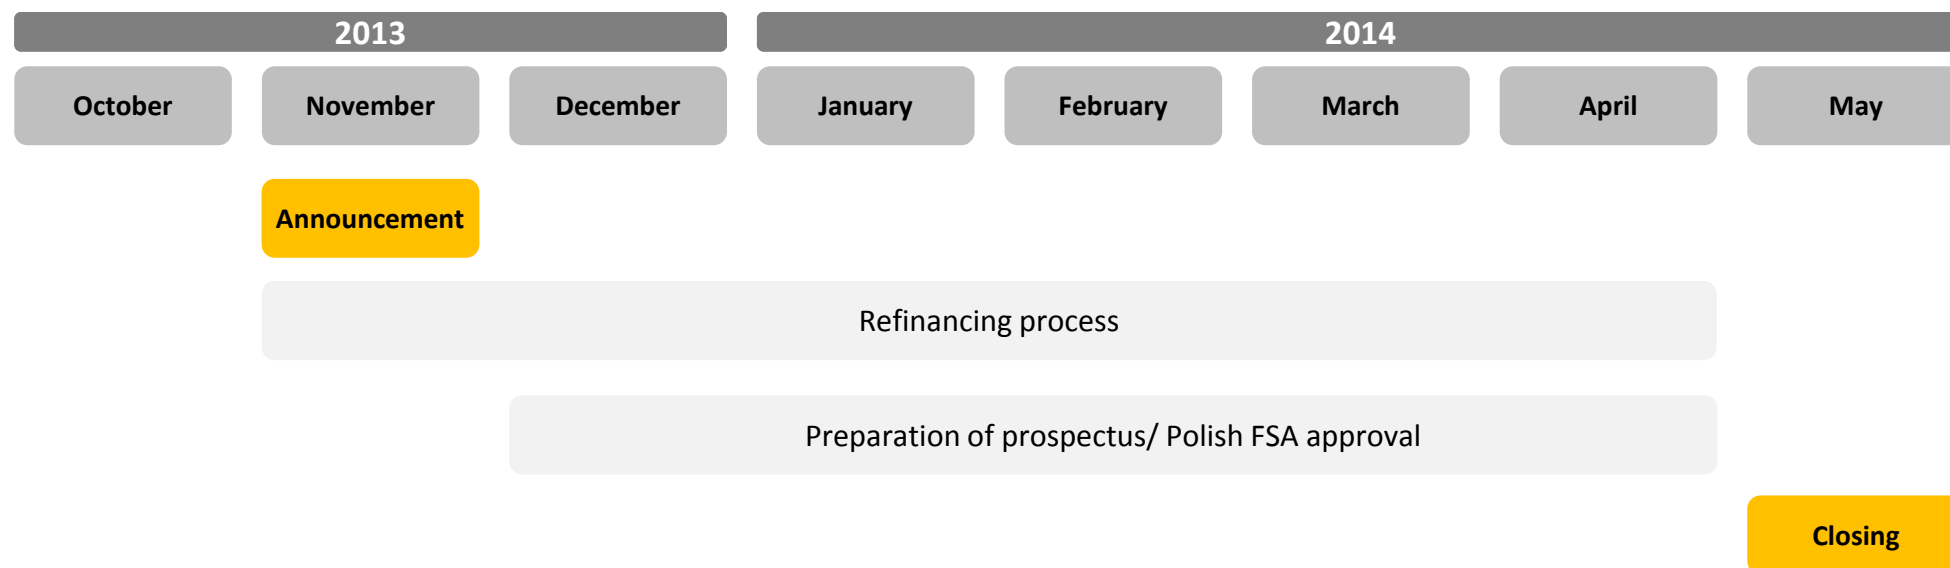 2013 2014
October November December January February March April May
Announcement
Refinancing process
Preparation of prospectus/ Polish FSA approval
Closing